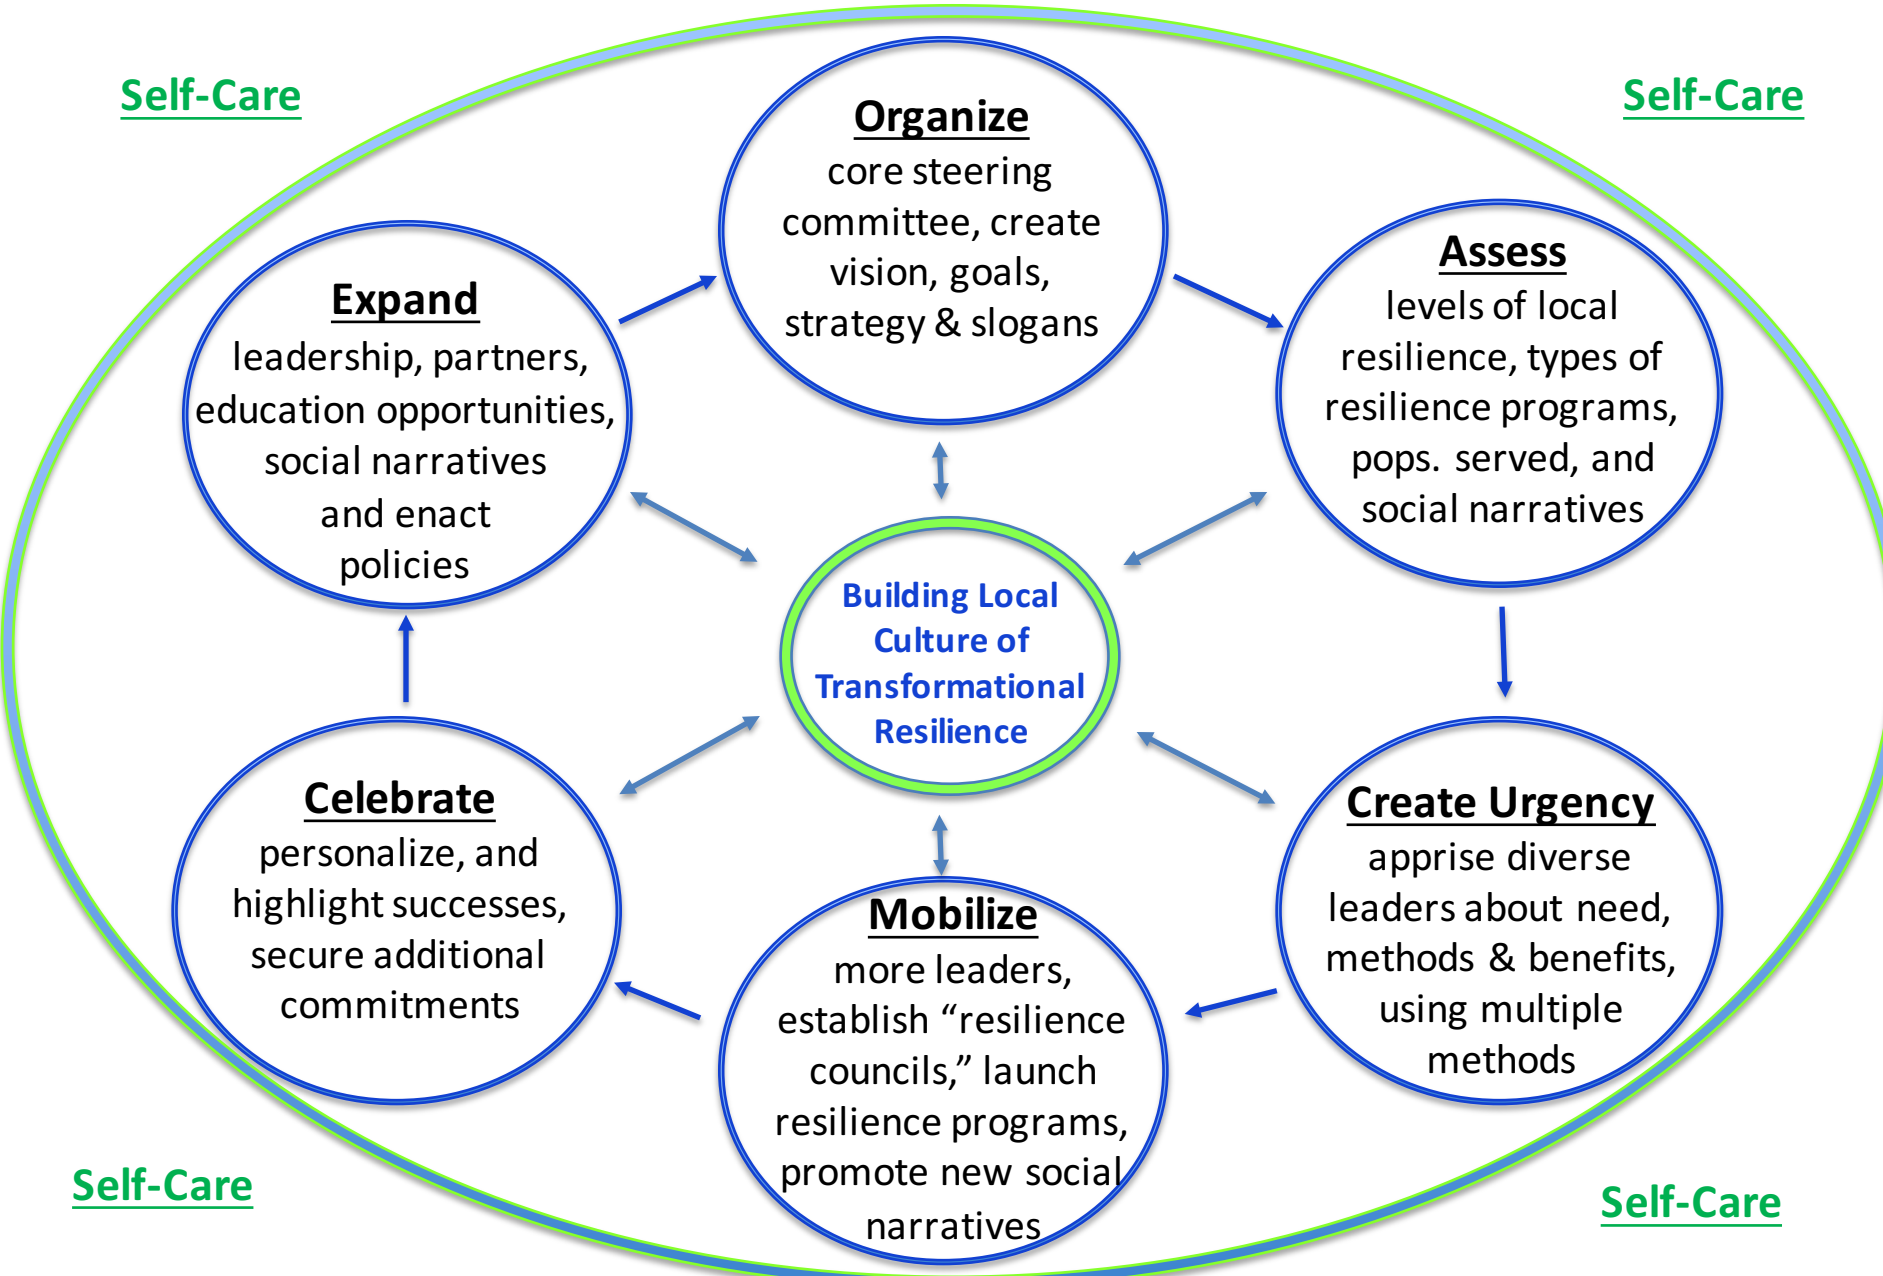 Self-Care
Self-Care
Organize
core steering
committee, create
vision, goals,
strategy & slogans
Assess
levels of local
resilience, types of
resilience programs,
pops. served, and
social narratives
Expand
leadership, partners,
education opportunities,
social narratives
and enact
policies
Building Local
Culture of
Transformational
Resilience
Create Urgency
apprise diverse
leaders about need,
methods & benefits,
using multiple
methods
Celebrate
personalize, and
highlight successes,
secure additional
commitments
Mobilize
more leaders,
establish “resilience
councils,” launch
resilience programs,
promote new social
narratives
Self-Care
Self-Care